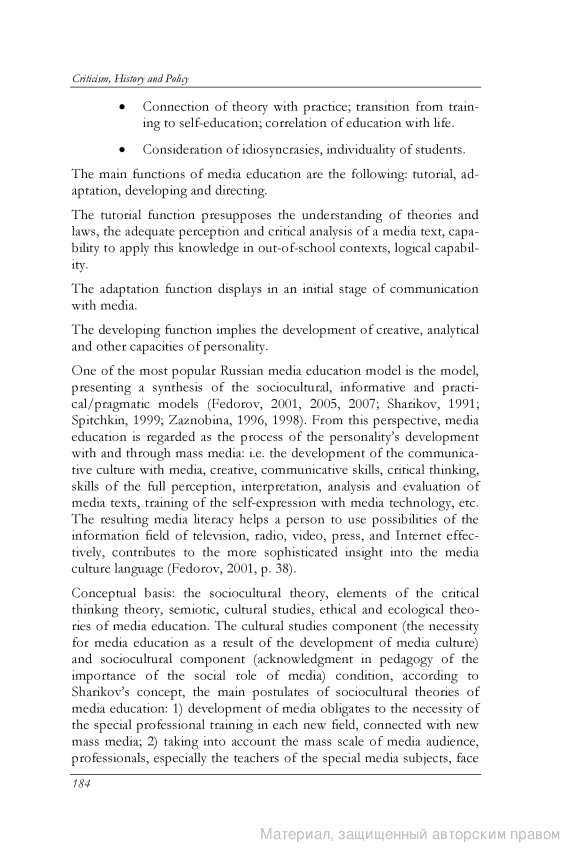 Criticism, History and Policy
• Connection of theory with practice; transition from train-
ing to self-education; correlation of education with life.
• Consideration of idiosyncrasies, individuality of students.
The main functions of media education are the following: tutorial, ad-
aptation, developing and directing.
The tutorial function presupposes the understanding of theories and
laws, the adequate perception and critical analysis of a media text, capa-
bility to apply this knowledge in out-of-school contexts, logical capabil-
ity.
The adaptation function displays in an initial stage of communication
with media.
The developing function implies the development of creative, analytical
and other capacities of personality.
One of the most popular Russian media education model is the model,
presenting a synthesis of the sociocultural, informative and practi-
cal/pragmatic models (Fedorov, 2001, 2005, 2007; Sharikov, 1991;
Spitchkin, 1999; Zaznobina, 1996, 1998). From this perspective, media
education is regarded as the process of the personality's development
with and through mass media: i.e. the development of the communica-
tive culture with media, creative, communicative skills, critical thinking,
skills of the full perception, interpretation, analysis and evaluation of
media texts, training of the self-expression with media technology, etc.
The resulting media literacy helps a person to use possibilities of the
information field of television, radio, video, press, and Internet effec-
tively, contributes to the more sophisticated insight into the media
culture language (Fedorov, 2001, p. 38).
Conceptual basis: the sociocultural theory, elements of the critical
thinking theory, semiotic, cultural studies, ethical and ecological theo-
ries of media education. The cultural studies component (the necessity
for media education as a result of the development of media culture)
and sociocultural component (acknowledgment in pedagogy of the
importance of the social role of media) condition, according to
Sharikov's concept, the main postulates of sociocultural theories of
media education: 1) development of media obligates to the necessity of
the special professional training in each new field, connected with new
mass media; 2) taking into account the mass scale of media audience,
professionals, especially the teachers of the special media subjects, face
184
Материал, защищенный авторским правом